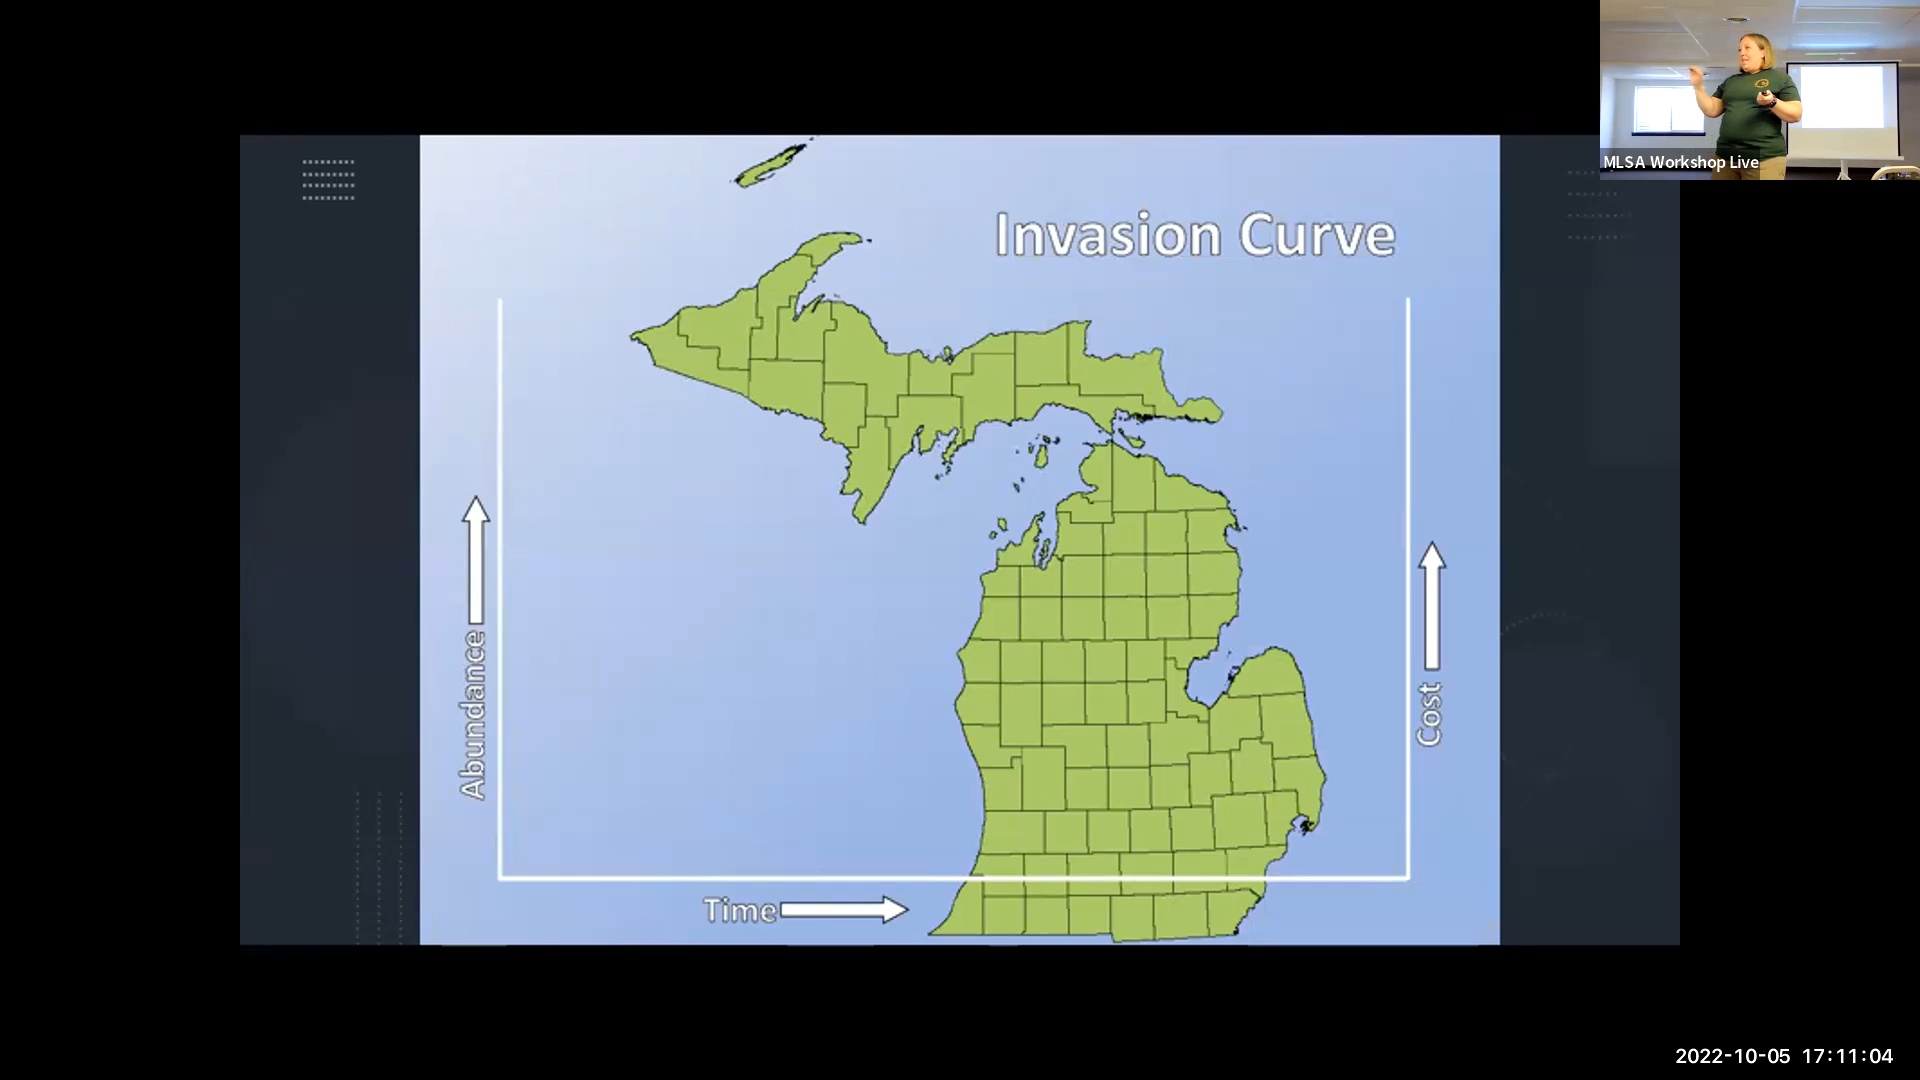 MLSA Workshop Live
Invasion Curve
Abundance
Cost
Time
2022-10-05 17:11:04